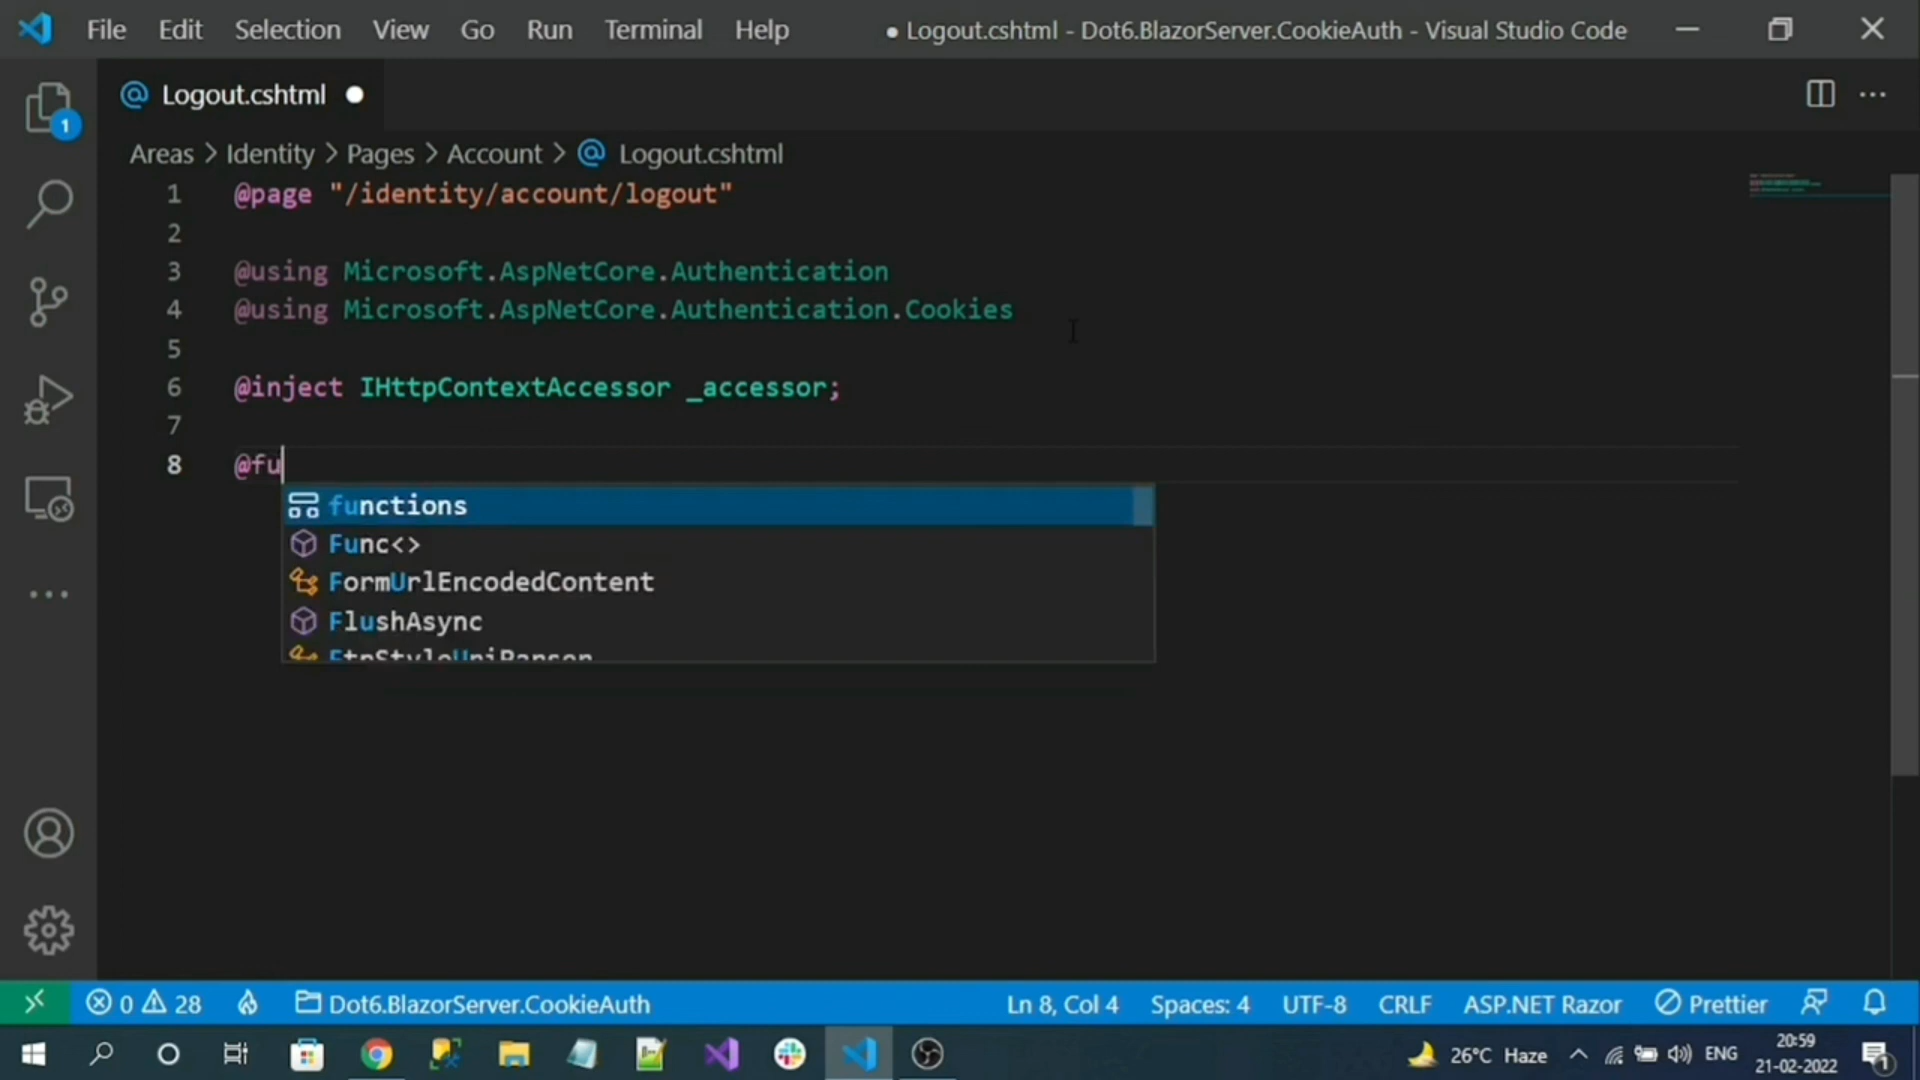 File Edit Selection View Go Run Terminal Help ● Logout.cshtml - Dot6.BlazorServer.CookieAuth - Visual Studio Code
Logout.cshtml
Areas > Identity > Pages > Account > Logout.cshtml
1 @page "/identity/account/logout"
2
3 @using Microsoft.AspNetCore.Authentication
4 @using Microsoft.AspNetCore.Authentication.Cookies
5
6 @inject IHttpContextAccessor _accessor;
7
8 @fu
functions
Func<>
FormUrlEncodedContent
FlushAsync
FtpStyleUriParser
1
0 28 Dot6.BlazorServer.CookieAuth Ln 8, Col 4 Spaces: 4 UTF-8 CRLF ASP.NET Razor Prettier
26°C Haze ENG 20:59
21-02-2022 1